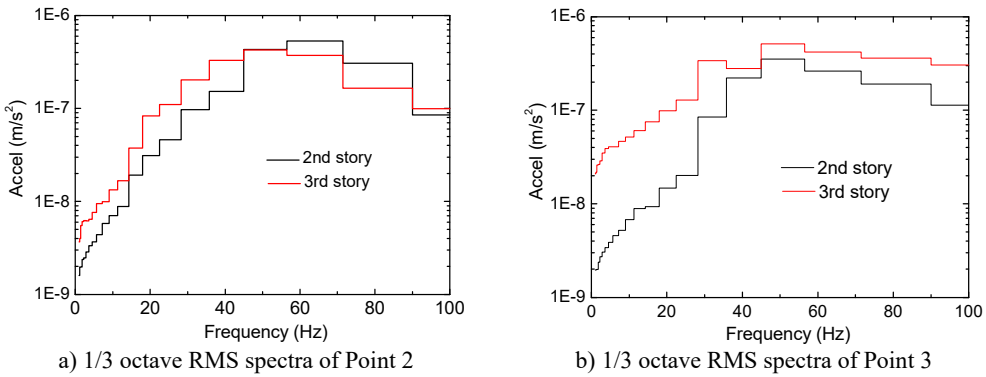 1E-6
1E-7
1E-8
1E-9
Accel (m/s²)
2nd story
3rd story
0 20 40 60 80 100
Frequency (Hz)
a) 1/3 octave RMS spectra of Point 2
1E-6
1E-7
1E-8
1E-9
Accel (m/s²)
2nd story
3rd story
0 20 40 60 80 100
Frequency (Hz)
b) 1/3 octave RMS spectra of Point 3